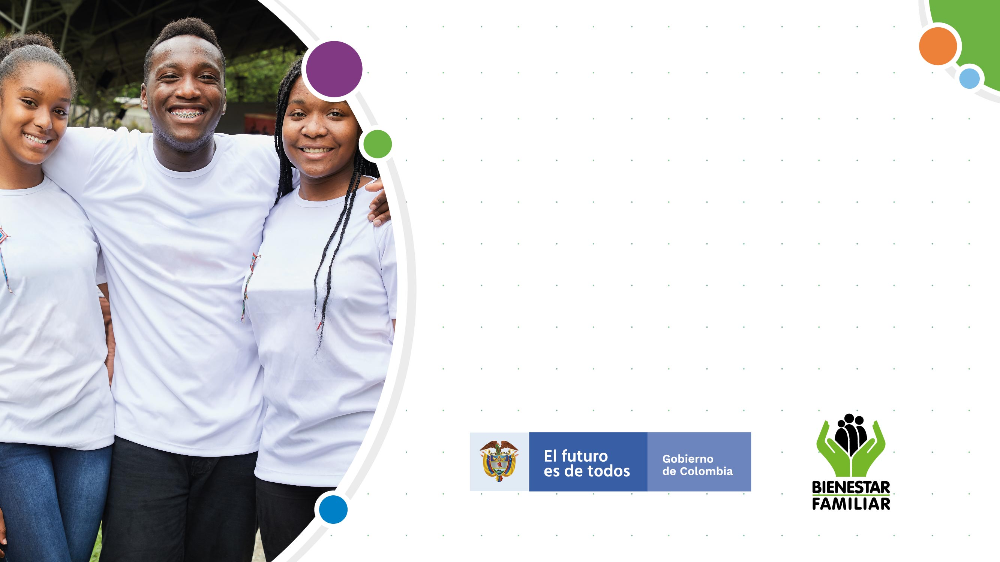 El futuro
es de todos
Gobierno
de Colombia
BIENESTAR
FAMILIAR